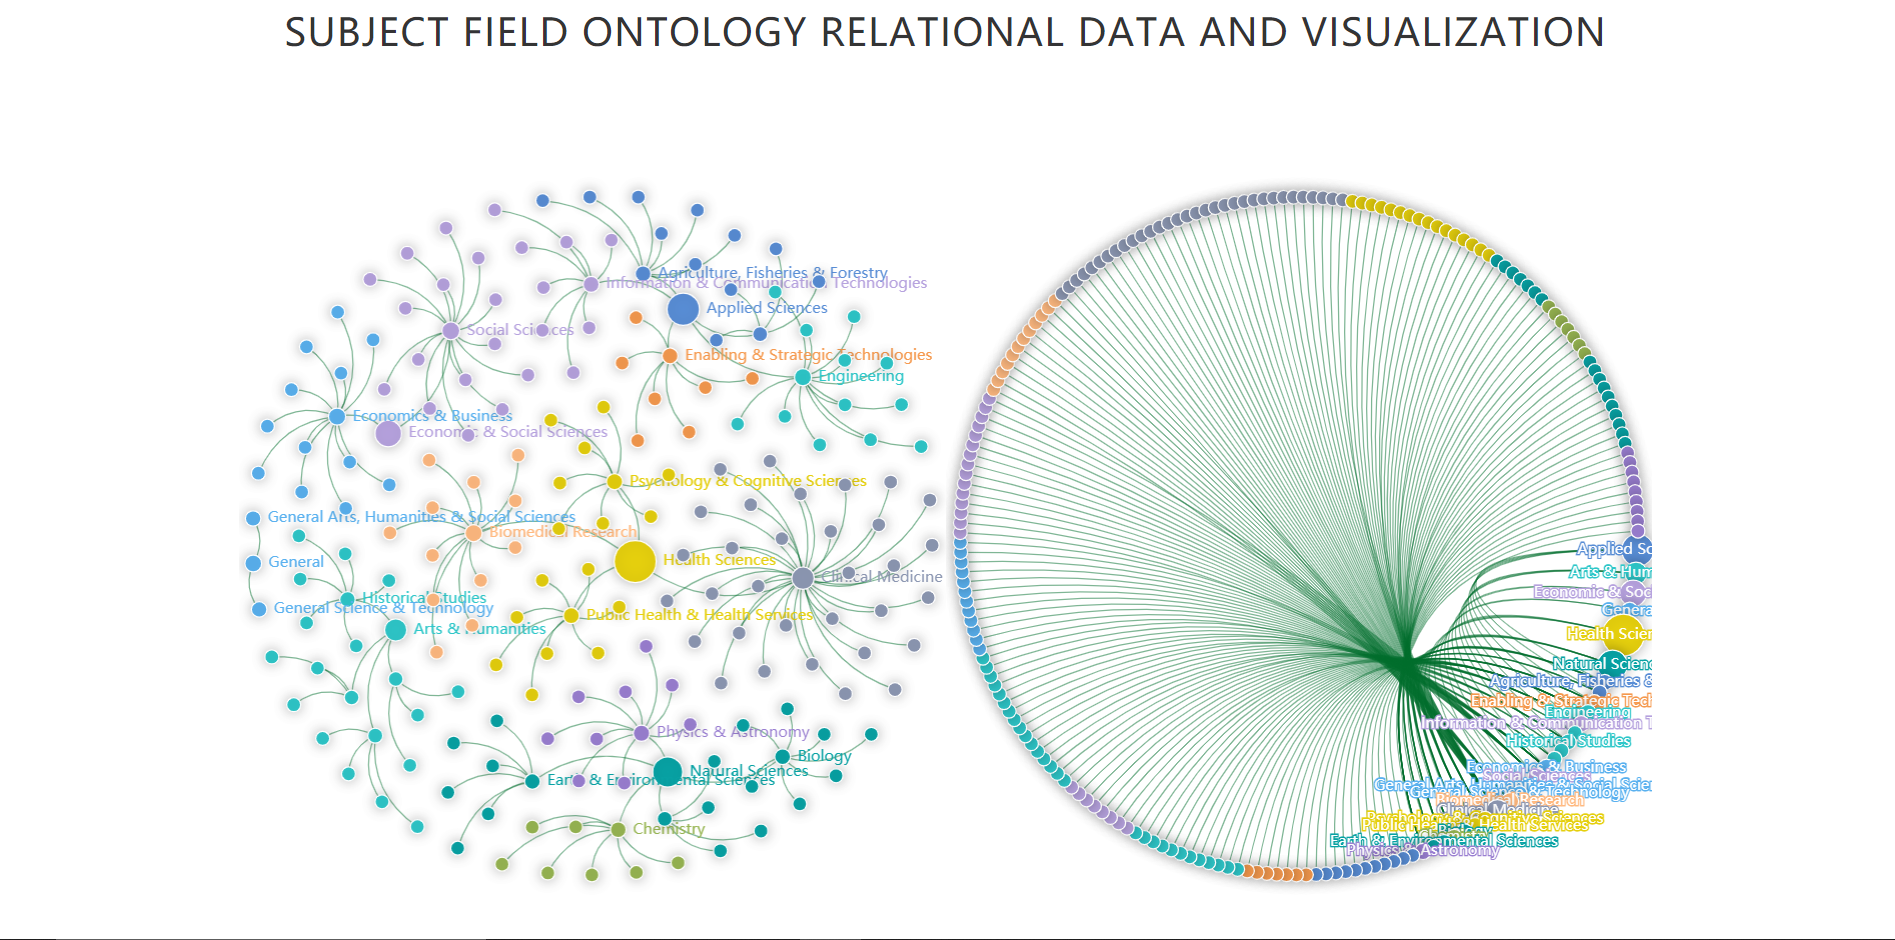 SUBJECT FIELD ONTOLOGY RELATIONAL DATA AND VISUALIZATION
Agriculture, Fisheries & Forestry
Information & Communication Technologies
Applied Sciences
Social Sciences
Enabling & Strategic Technologies
Engineering
Economics & Business
Economic & Social Sciences
Psychology & Cognitive Sciences
General Arts, Humanities & Social Sciences
Biomedical Research
General
Health Sciences
Clinical Medicine
Historical Studies
General Science & Technology
Public Health & Health Services
Arts & Humanities
Physics & Astronomy
Biology
Natural Sciences
Earth & Environmental Sciences
Chemistry
Applied Sc
Arts & Hum
Economic & Soc
Genera
Health Scien
Natural Scienc
Agriculture, Fisheries &
Enabling & Strategic Tech
Engineering
Information & Communication T
Historical Studies
Economics & Business
Social Sciences
General Arts, Humanities & Social Scien
General Science & Technology
Biomedical Research
Clinical Medicine
Psychology & Cognitive Sciences
Public Health & Health Services
Biology
Chemistry
Earth & Environmental Sciences
Physics & Astronomy